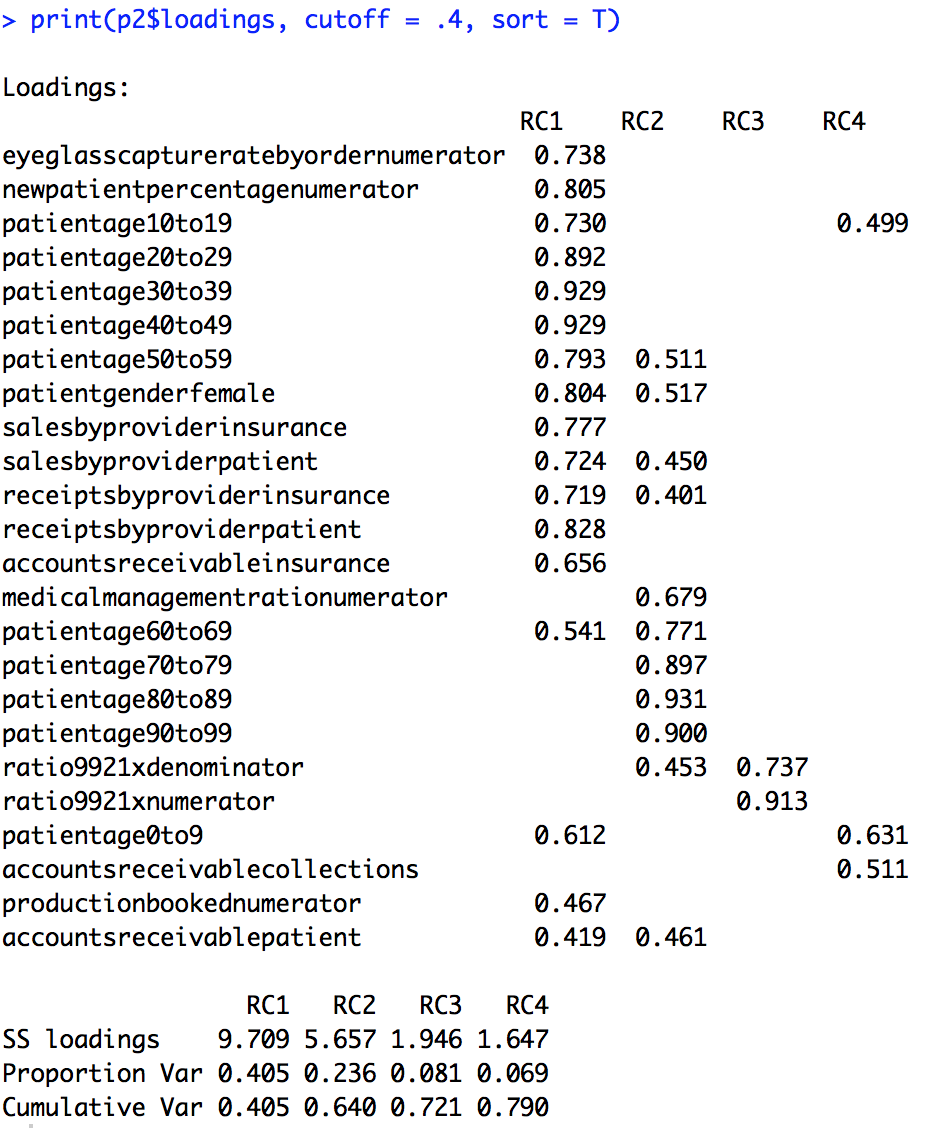 > print(p2$loadings, cutoff = .4, sort = T)
Loadings:
RC1 RC2 RC3 RC4
eyeglasscaptureratebyordernumerator 0.738
newpatientpercentagenumerator 0.805
patientage10to19 0.730 0.499
patientage20to29 0.892
patientage30to39 0.929
patientage40to49 0.929
patientage50to59 0.793 0.511
patientgenderfemale 0.804 0.517
salesbyproviderinsurance 0.777
salesbyproviderpatient 0.724 0.450
receiptsbyproviderinsurance 0.719 0.401
receiptsbyproviderpatient 0.828
accountsreceivableinsurance 0.656
medicalmanagementrationumerator 0.679
patientage60to69 0.541 0.771
patientage70to79 0.897
patientage80to89 0.931
patientage90to99 0.900
ratio9921xdenominator 0.453 0.737
ratio9921xnumerator 0.913
patientage0to9 0.612 0.631
accountsreceivablecollections 0.511
productionbookednumerator 0.467
accountsreceivablepatient 0.419 0.461
RC1 RC2 RC3 RC4
SS loadings 9.709 5.657 1.946 1.647
Proportion Var 0.405 0.236 0.081 0.069
Cumulative Var 0.405 0.640 0.721 0.790